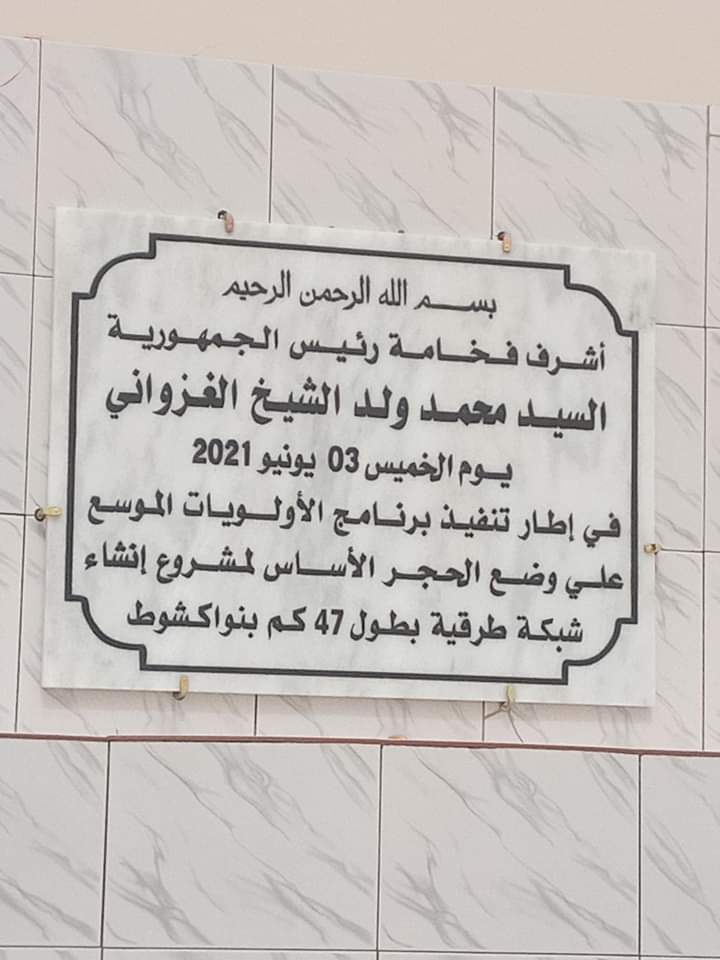 بسم الله الرحمن الرحيم
أشرف فخامة رئيس الجمهورية
السيد محمد ولد الشيخ الغزواني
يوم الخميس 03 يونيو 2021
في إطار تنفيذ برنامج الأولويات الموسع
علي وضع الحجر الأساس لمشروع إنشاء
شبكة طرقية بطول 47 كم بنواكشوط